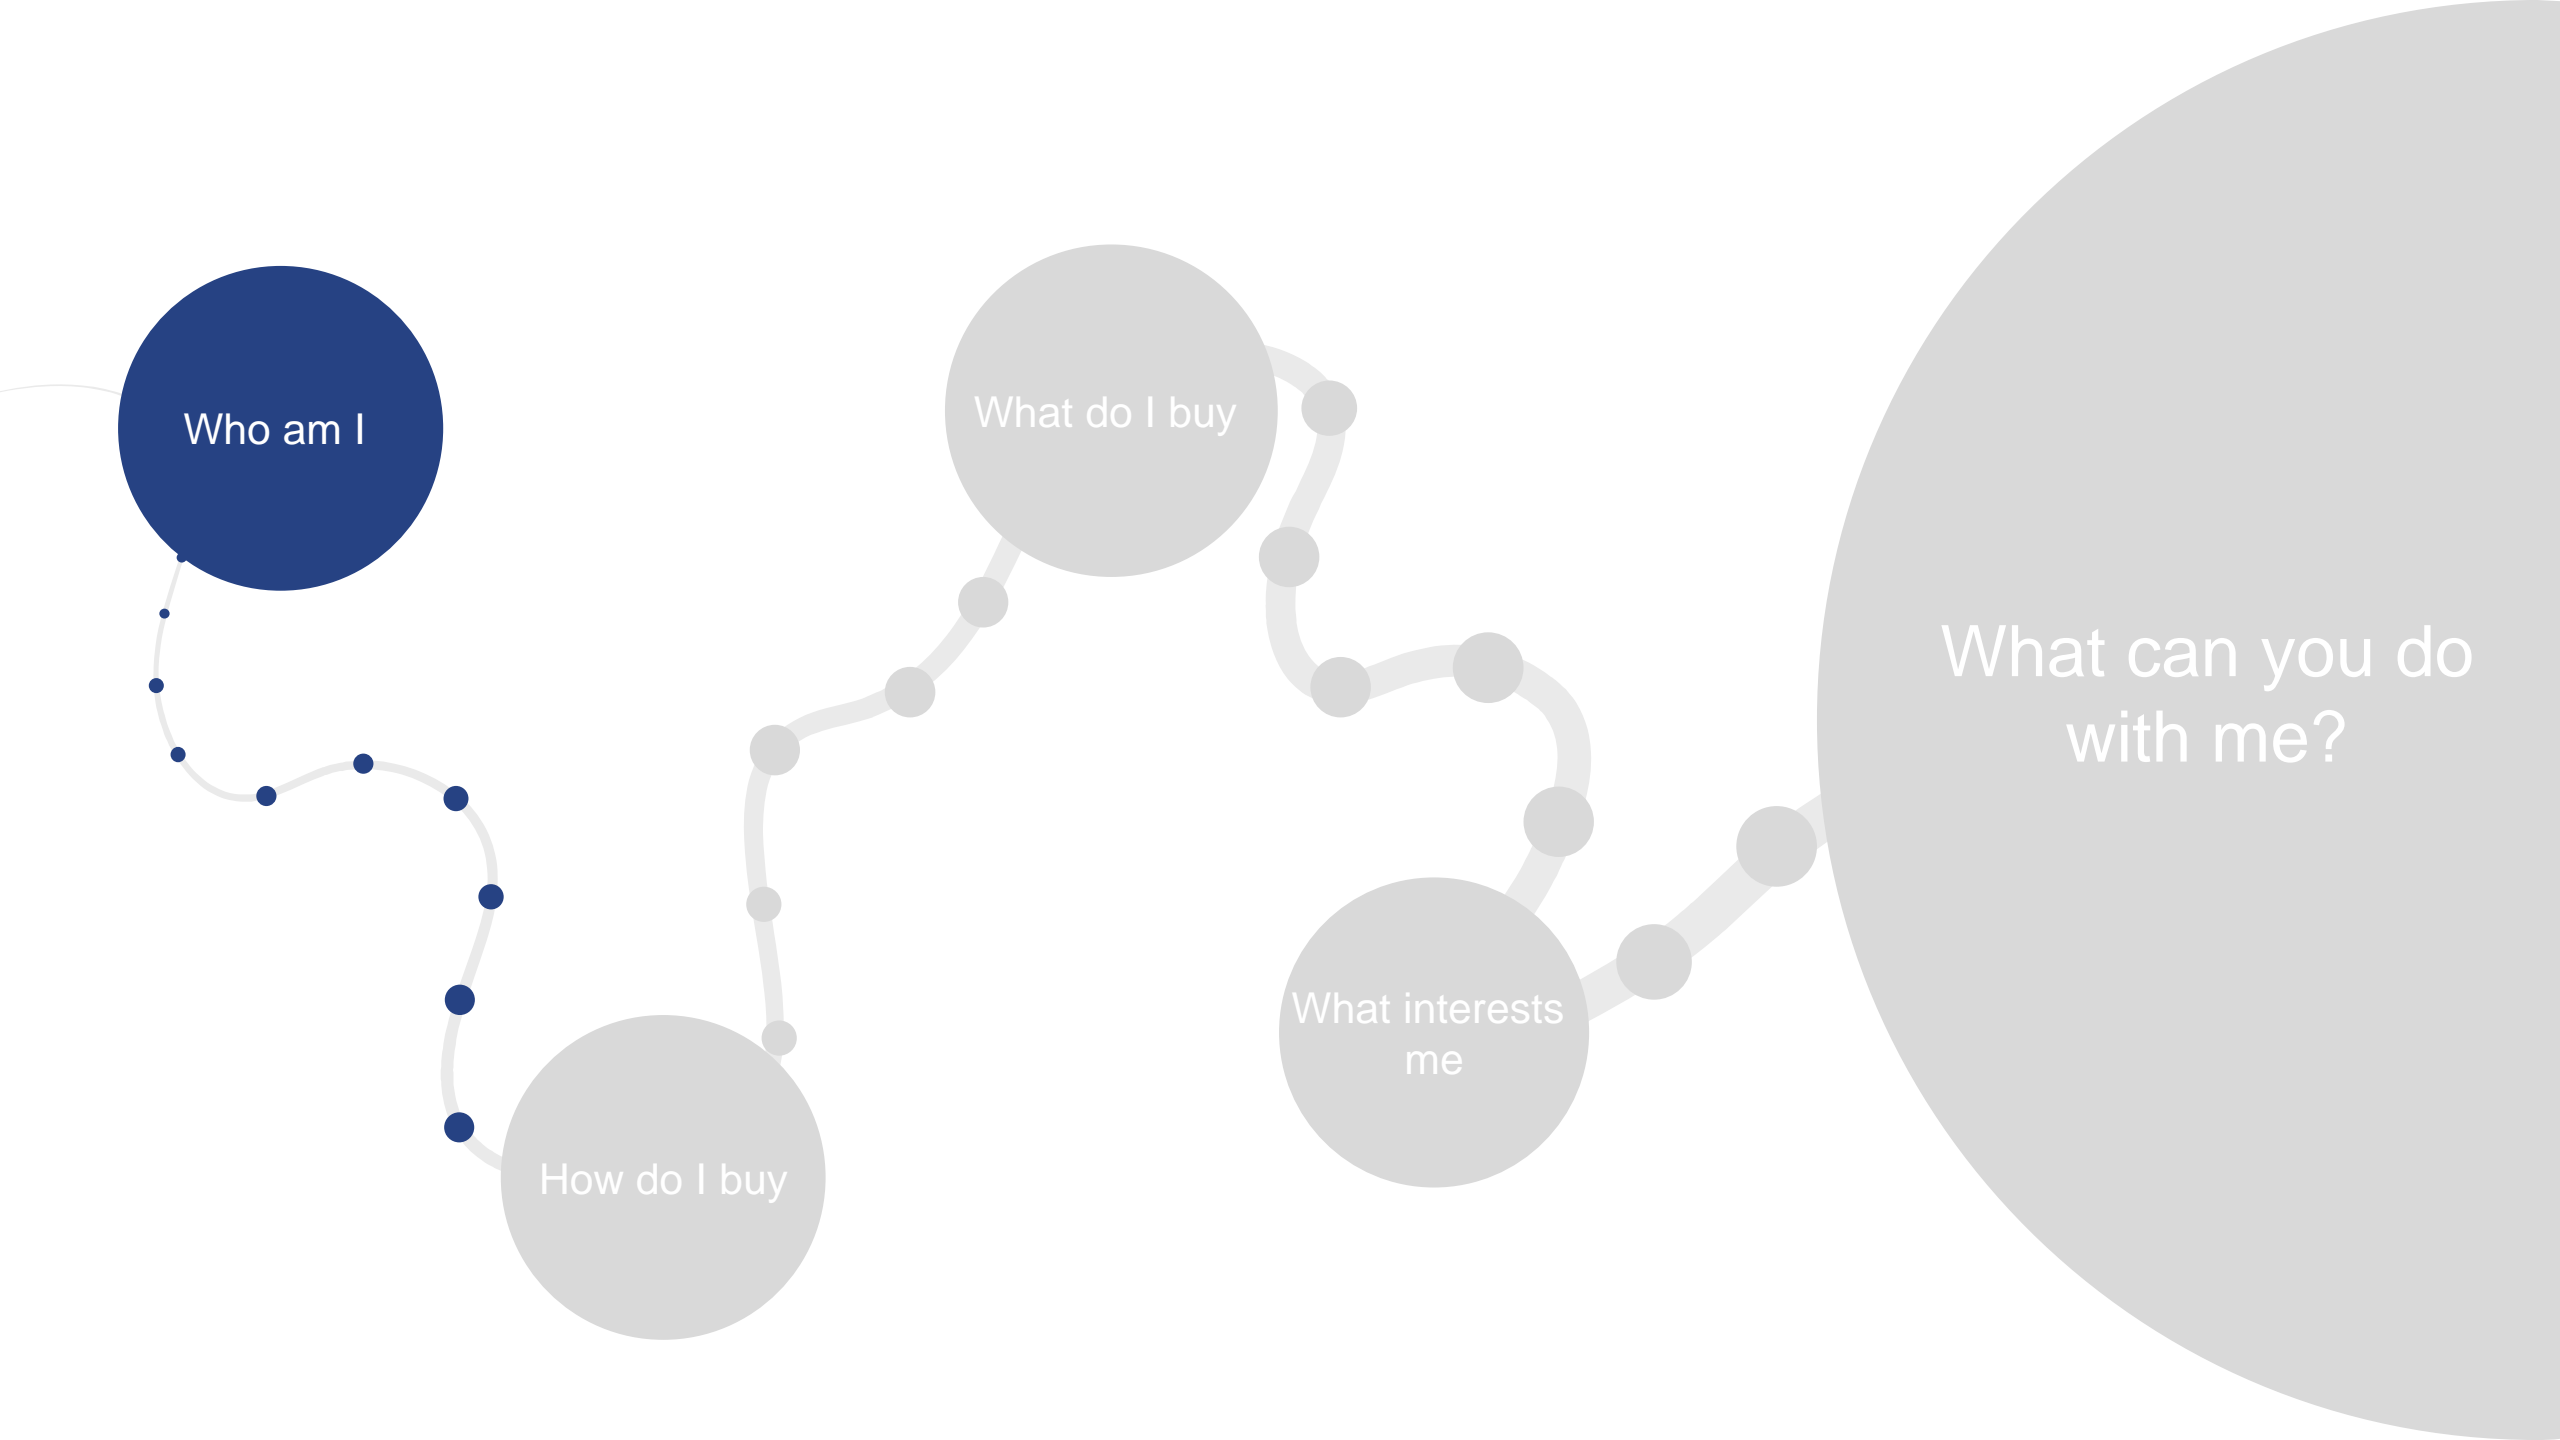 Who am I
How do I buy
What do I buy
What interests
me
What can you do
with me?